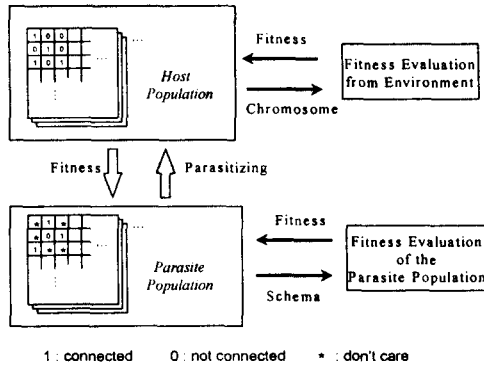 1 0 0
0 1 0
1 0 1
Host
Population
Fitness
Chromosome
Fitness Evaluation
from Environment
Fitness
Parasitizing
* 1 *
* 0 1
1 * *
Parasite
Population
Fitness
Schema
Fitness Evaluation
of the
Parasite Population
1 : connected 0 : not connected * : don't care